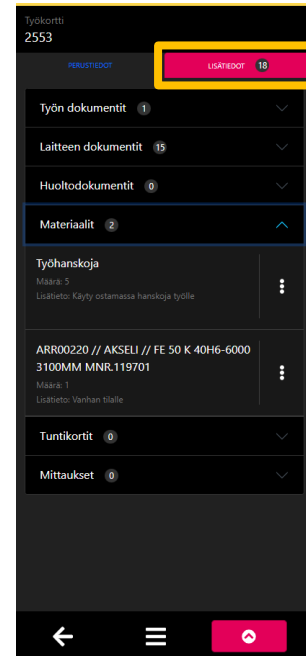 Työkortti
2553
PERUSTIEDOT
LISÄTIEDOT 18
Työn dokumentit 1
Laitteen dokumentit 15
Huoltodokumentit 0
Materiaalit 2
Työhanskoja
Määrä: 5
Lisätieto: Käyty ostamassa hanskoja työlle
ARR00220 // AKSELI // FE 50 K 40H6-6000
3100MM MNR.119701
Määrä: 1
Lisätieto: Vanhan tilalle
Tuntikortit 0
Mittaukset 0